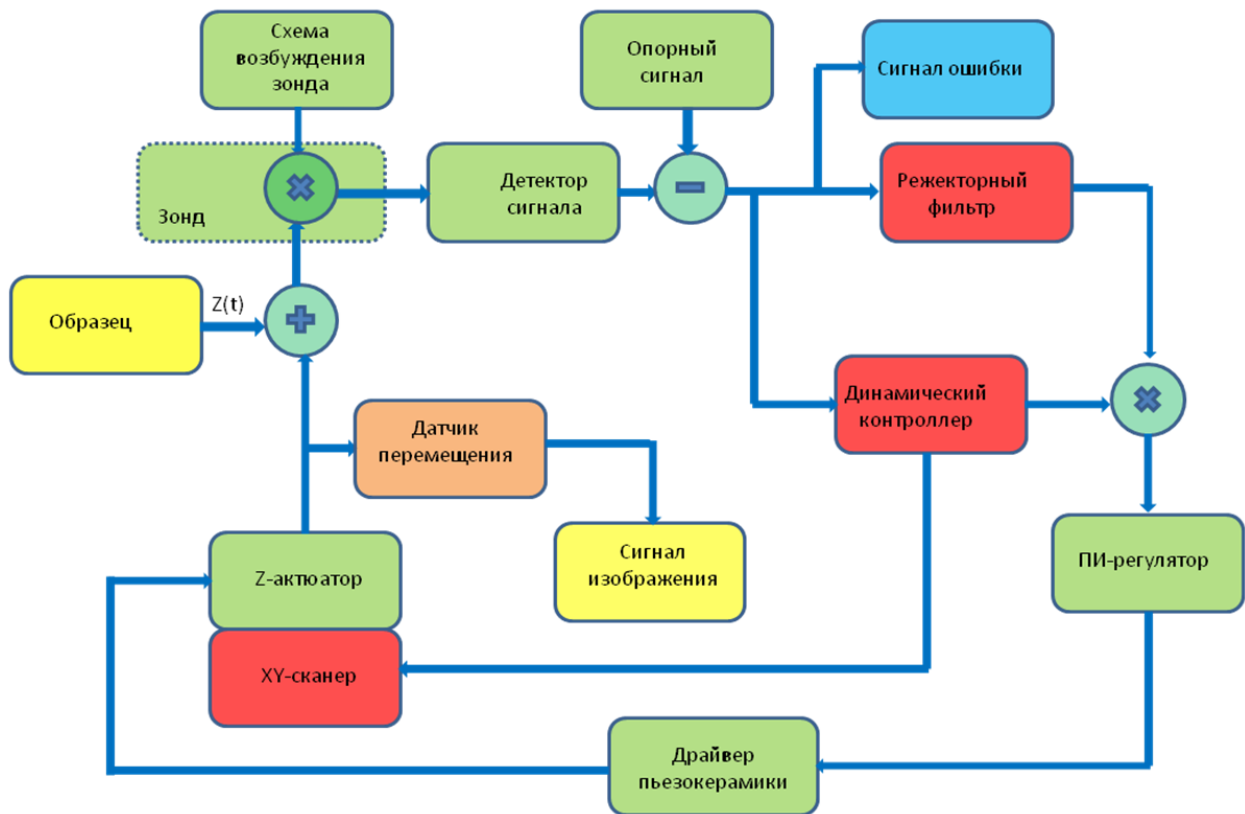 Схема
возбуждения
зонда
Опорный
сигнал
Сигнал ошибки
Зонд
Детектор
сигнала
Режекторный
фильтр
Образец
Z(t)
Датчик
перемещения
Динамический
контроллер
Сигнал
изображения
Z-актюатор
ПИ-регулятор
XY-сканер
Драйвер
пьезокерамики